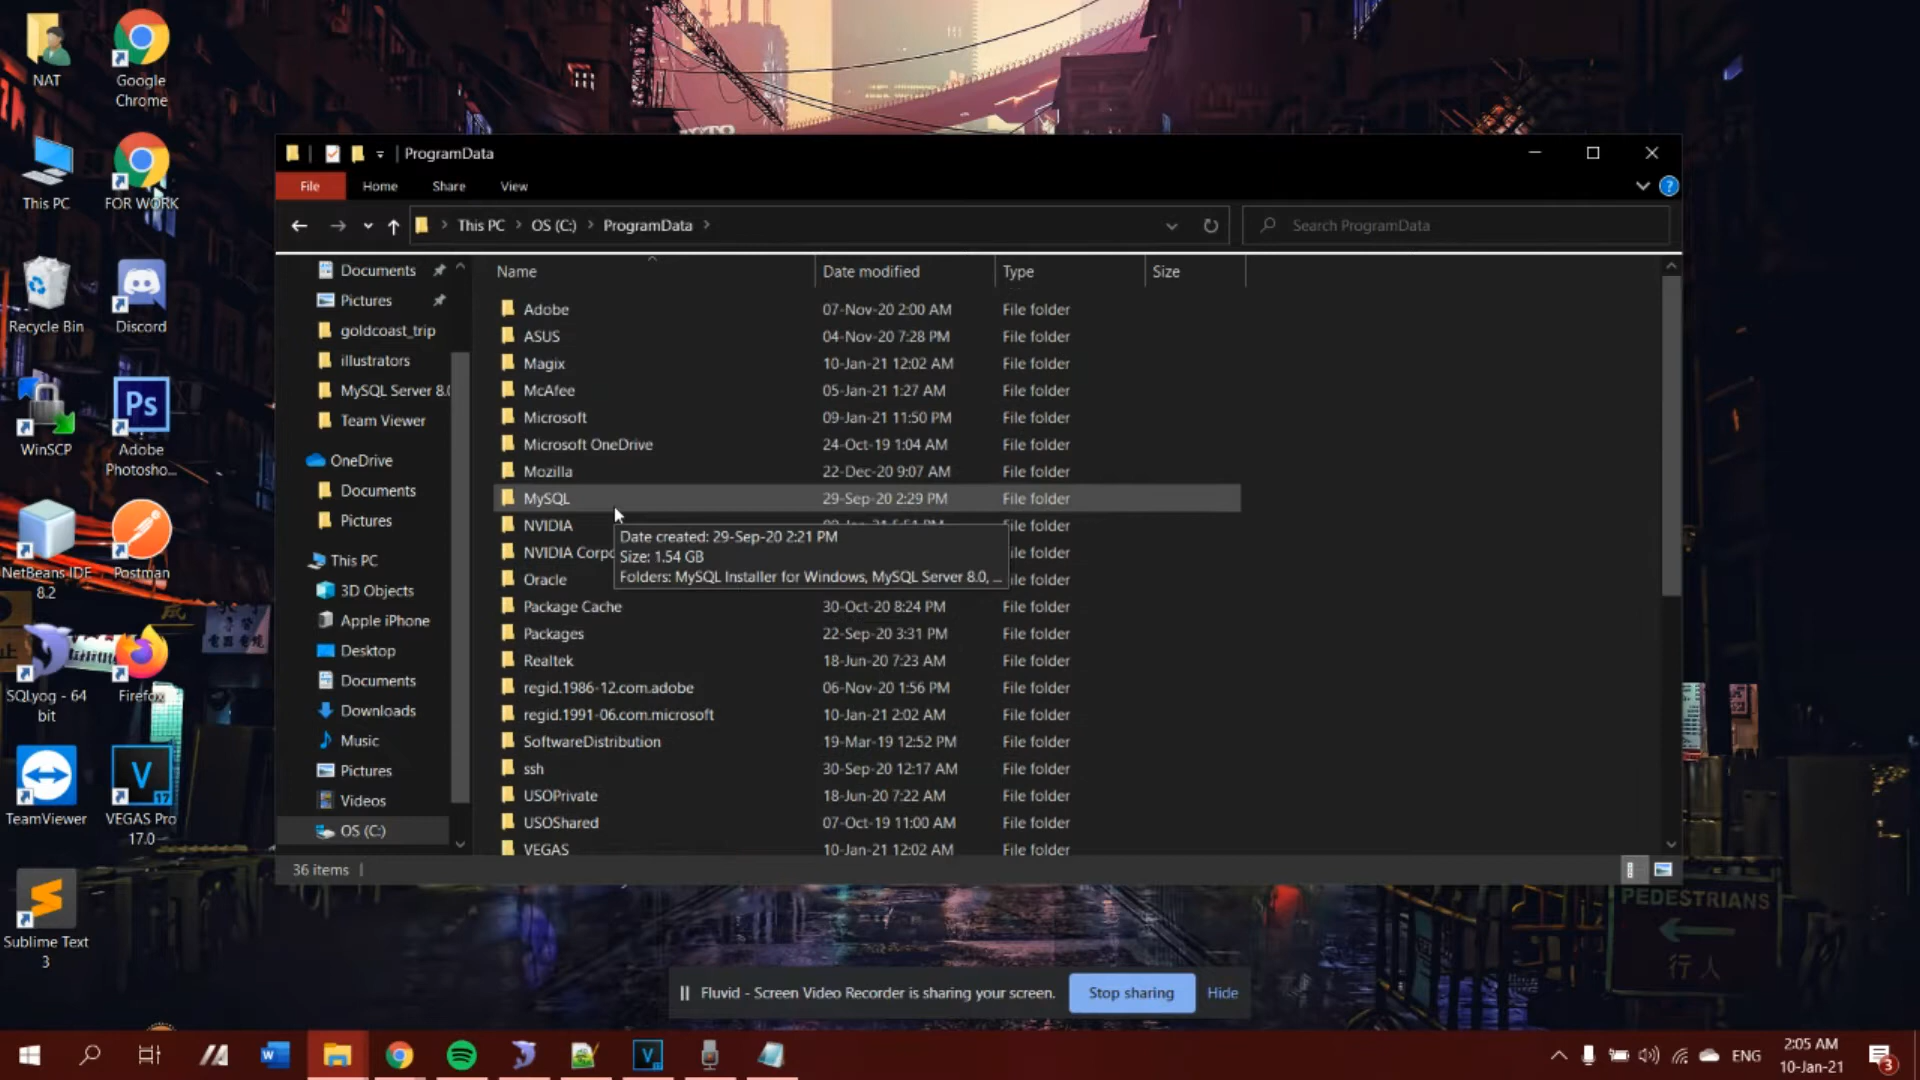 NAT
Google
Chrome
This PC
FOR WORK
Recycle Bin
Discord
WinSCP
Ps
Adobe
Photosho...
NetBeans IDE
8.2
Postman
SQLyog - 64
bit
Firefox
TeamViewer
V
17
VEGAS Pro
17.0
Sublime Text
3
ProgramData
File
Home
Share
View
?
This PC > OS (C:) > ProgramData >
Search ProgramData
Documents
Pictures
goldcoast_trip
illustrators
MySQL Server 8.0
Team Viewer
OneDrive
Documents
Pictures
This PC
3D Objects
Apple iPhone
Desktop
Documents
Downloads
Music
Pictures
Videos
OS (C:)
Name Date modified Type Size
Adobe 07-Nov-20 2:00 AM File folder
ASUS 04-Nov-20 7:28 PM File folder
Magix 10-Jan-21 12:02 AM File folder
McAfee 05-Jan-21 1:27 AM File folder
Microsoft 09-Jan-21 11:50 PM File folder
Microsoft OneDrive 24-Oct-19 1:04 AM File folder
Mozilla 22-Dec-20 9:07 AM File folder
MySQL 29-Sep-20 2:29 PM File folder
NVIDIA File folder
NVIDIA Corpo ile folder
Oracle ile folder
Date created: 29-Sep-20 2:21 PM
Size: 1.54 GB
Folders: MySQL Installer for Windows, MySQL Server 8.0, ...
Package Cache 30-Oct-20 8:24 PM File folder
Packages 22-Sep-20 3:31 PM File folder
Realtek 18-Jun-20 7:23 AM File folder
regid.1986-12.com.adobe 06-Nov-20 1:56 PM File folder
regid.1991-06.com.microsoft 10-Jan-21 2:02 AM File folder
SoftwareDistribution 19-Mar-19 12:52 PM File folder
ssh 30-Sep-20 12:17 AM File folder
USOPrivate 18-Jun-20 7:22 AM File folder
USOShared 07-Oct-19 11:00 AM File folder
VEGAS 10-Jan-21 12:02 AM File folder
36 items
PEDESTRIANS
行人
Fluvid - Screen Video Recorder is sharing your screen.
Stop sharing
Hide
W
V
ENG
2:05 AM
10-Jan-21
3